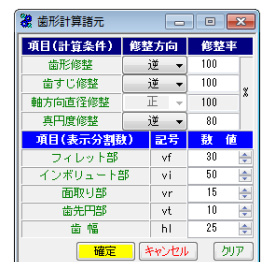 歯形計算諸元
項目(計算条件) 修整方向 修整率
歯形修整 逆 100
歯すじ修整 逆 100
軸方向直径修整 正 100
真円度修整 逆 80
%
項目(表示分割数) 記号 数 値
フィレット部 vf 30
インボリュート部 vi 50
面取り部 vr 15
歯先円部 vt 10
歯 幅 hl 25
確定 キャンセル クリア